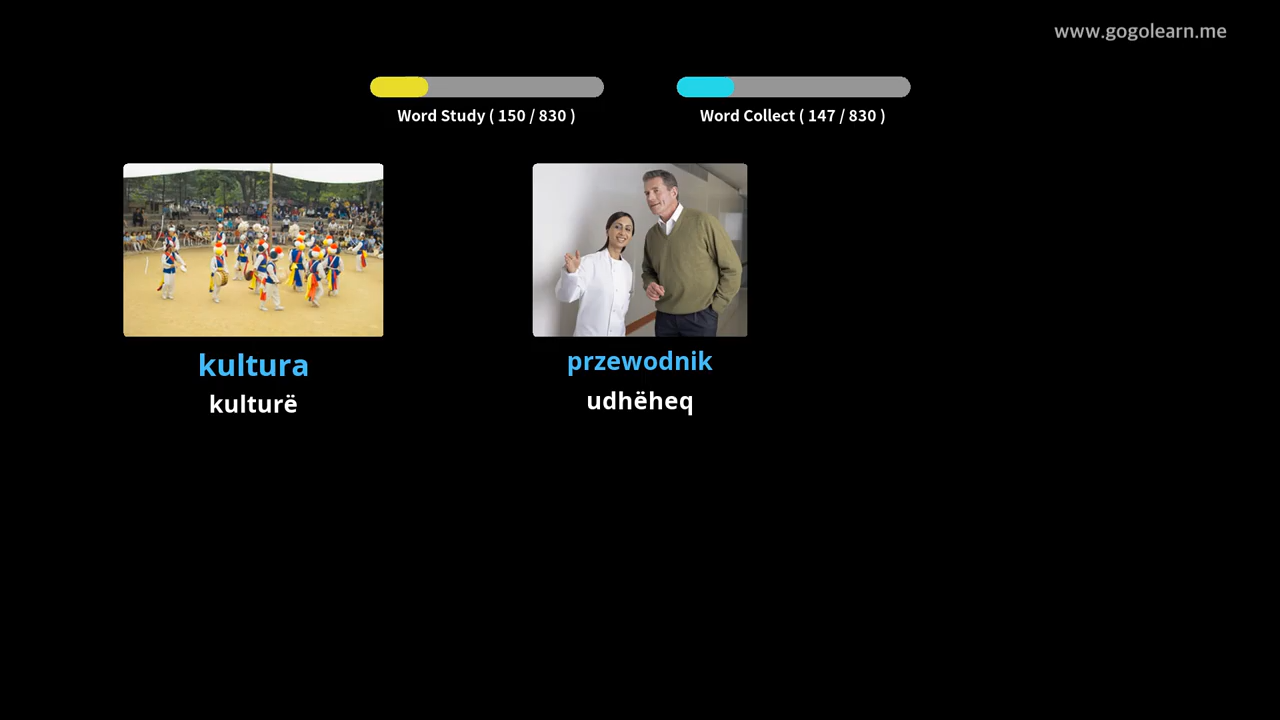 www.gogolearn.me
Word Study ( 150 / 830 )
Word Collect ( 147 / 830 )
kultura
kulturë
przewodnik
udhëheq